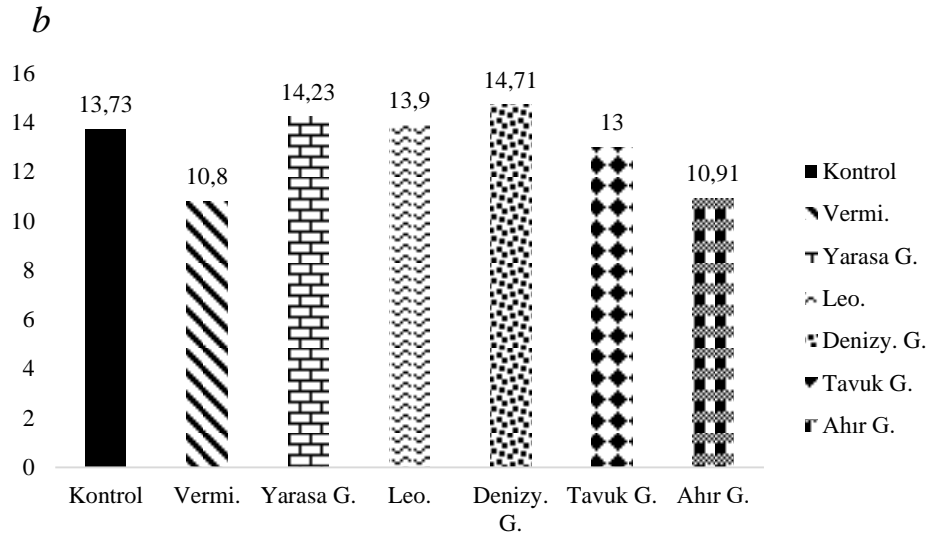 b
16
14
12
10
8
6
4
2
0
13,73
10,8
14,23
13,9
14,71
13
10,91
Kontrol
Vermi.
Yarasa G.
Leo.
Denizy.
G.
Tavuk G.
Ahır G.
Kontrol
Vermi.
Yarasa G.
Leo.
Denizy. G.
Tavuk G.
Ahır G.